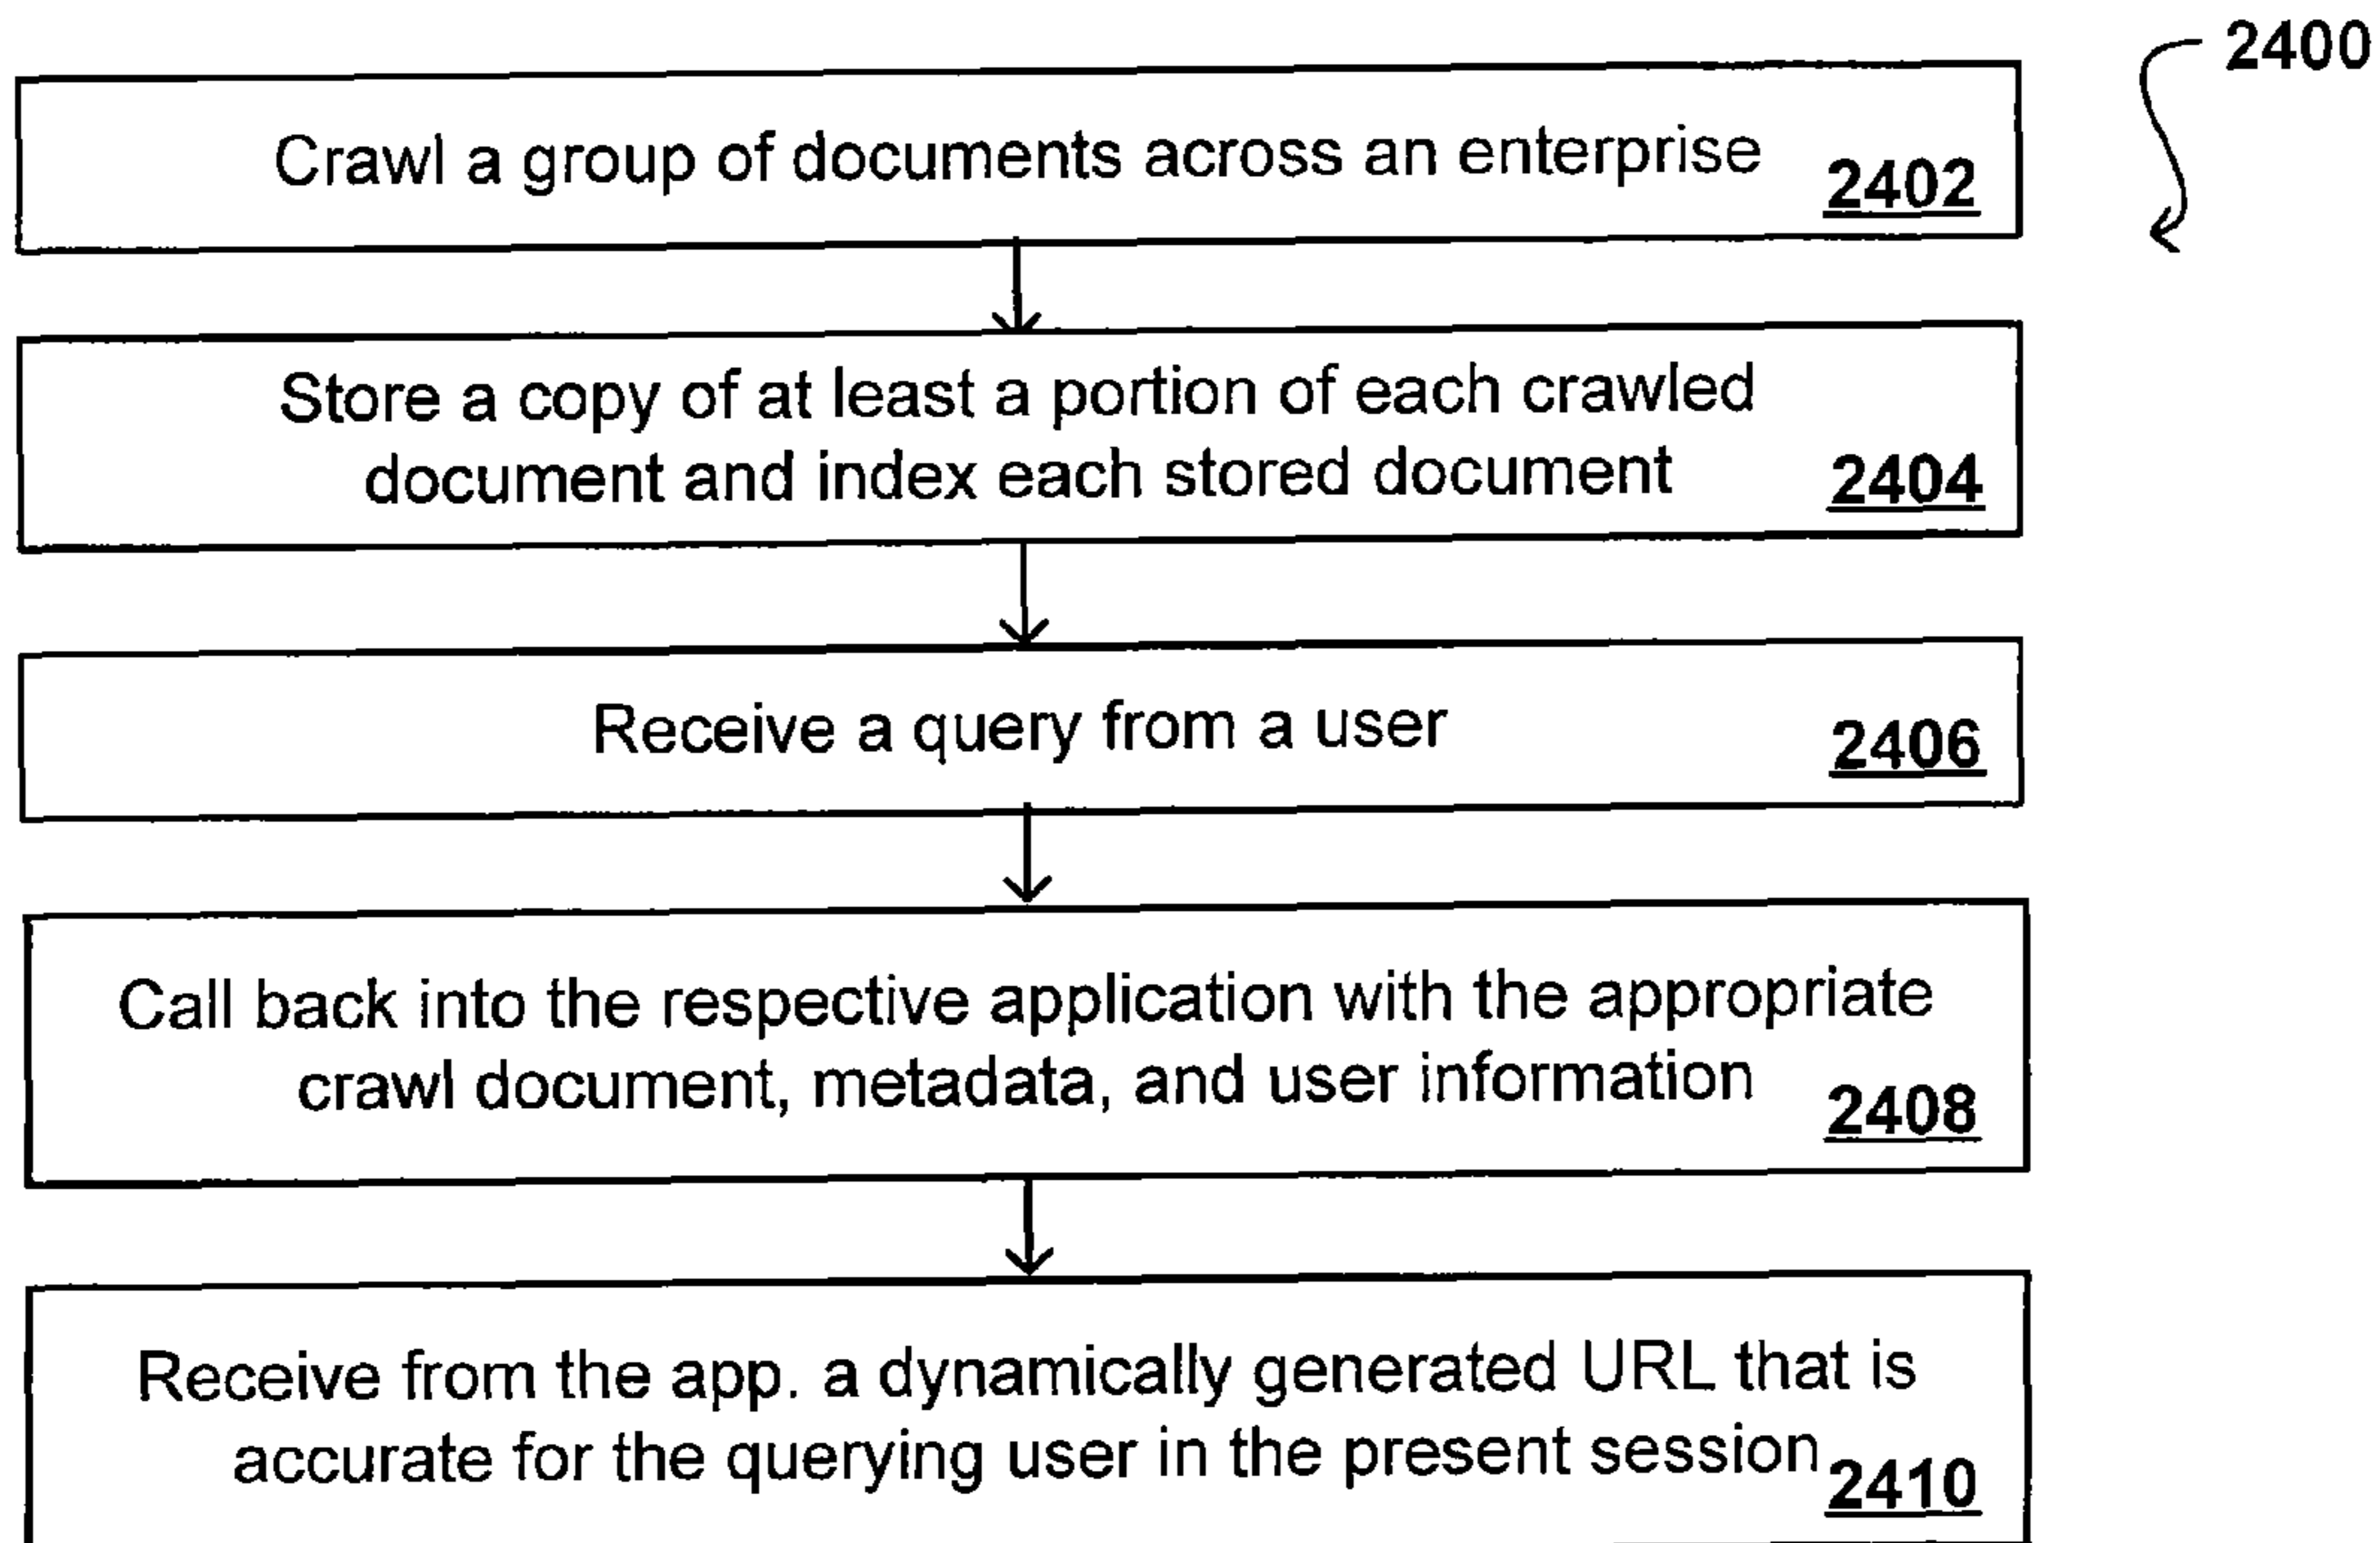 2400
Crawl a group of documents across an enterprise
2402
Store a copy of at least a portion of each crawled
document and index each stored document
2404
Receive a query from a user
2406
Call back into the respective application with the appropriate
crawl document, metadata, and user information
2408
Receive from the app. a dynamically generated URL that is
accurate for the querying user in the present session
2410